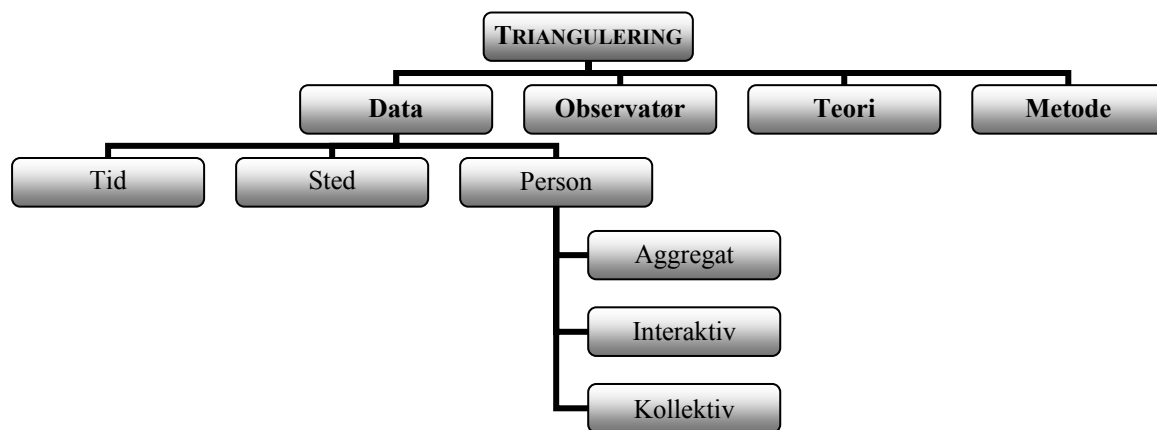 TRIANGULERING
Data
Observatør
Teori
Metode
Tid
Sted
Person
Aggregat
Interaktiv
Kollektiv